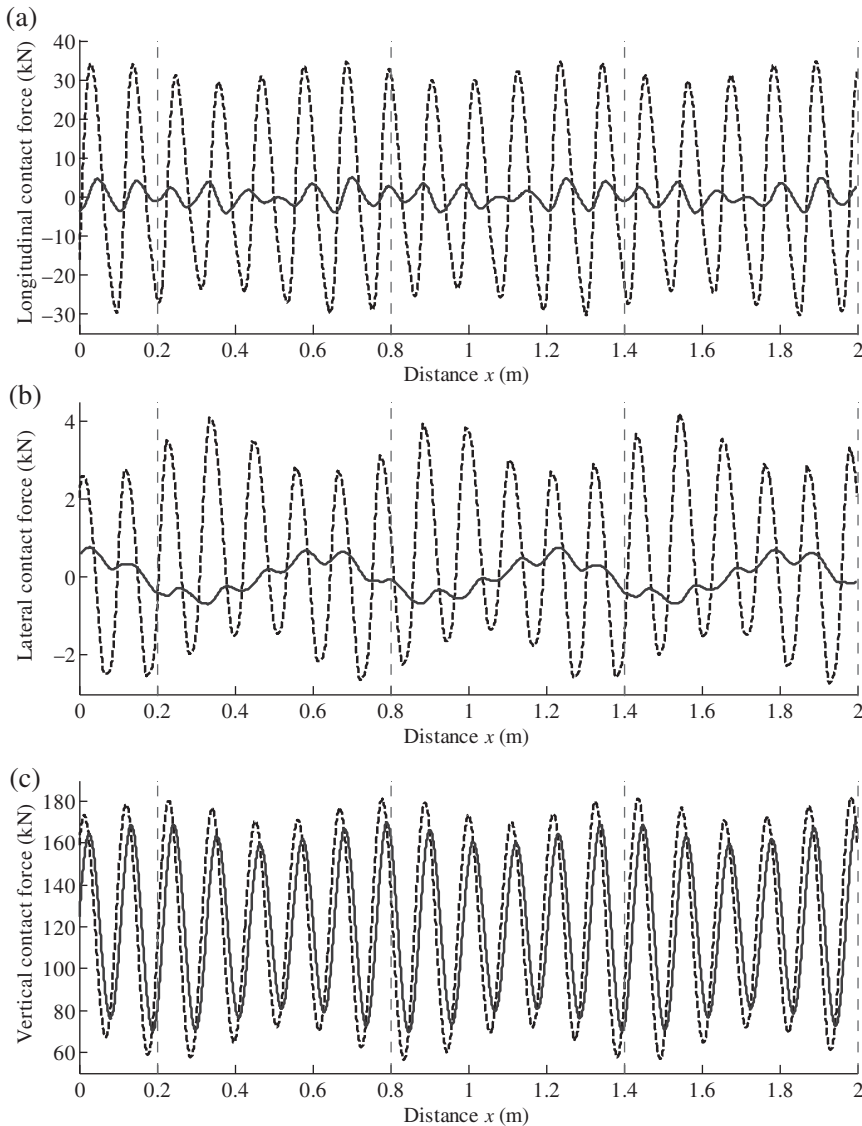 (a)
Longitudinal contact force (kN)
40
30
20
10
0
−10
−20
−30
0 0.2 0.4 0.6 0.8 1 1.2 1.4 1.6 1.8 2
Distance x (m)
(b)
Lateral contact force (kN)
4
2
0
−2
0 0.2 0.4 0.6 0.8 1 1.2 1.4 1.6 1.8 2
Distance x (m)
(c)
Vertical contact force (kN)
180
160
140
120
100
80
60
0 0.2 0.4 0.6 0.8 1 1.2 1.4 1.6 1.8 2
Distance x (m)